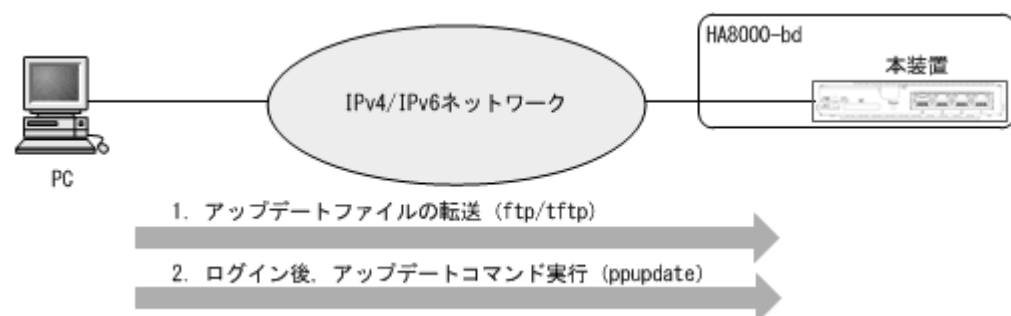 HA8000-bd
本装置
IPv4/IPv6ネットワーク
PC
1. アップデートファイルの転送 (ftp/tftp)
2. ログイン後, アップデートコマンド実行 (ppupdate)